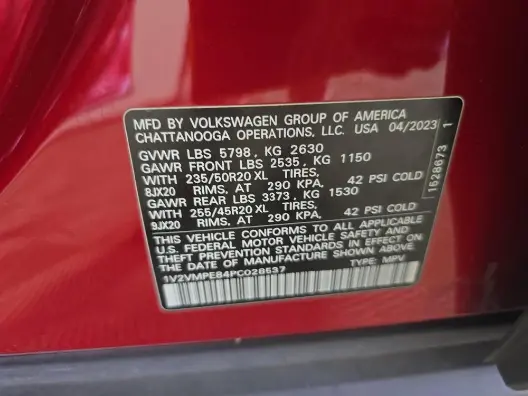 MFD BY VOLKSWAGEN GROUP OF AMERICA
CHATTANOOGA OPERATIONS, LLC. USA 04/2023
GVWR LBS 5798, KG 2630
GAWR FRONT LBS 2535, KG 1150
WITH 235/50R20 XL TIRES,
8JX20 RIMS. AT 290 KPA, 42 PSI COLD
GAWR REAR LBS 3373, KG 1530
WITH 255/45R20 XL TIRES,
9JX20 RIMS. AT 290 KPA, 42 PSI COLD
THIS VEHICLE CONFORMS TO ALL APPLICABLE
U.S. FEDERAL MOTOR VEHICLE SAFETY AND
THEFT PREVENTION STANDARDS IN EFFECT ON
THE DATE OF MANUFACTURE SHOWN ABOVE.
1V2VMPE84PC028537 TYPE: MPV
1528673 1